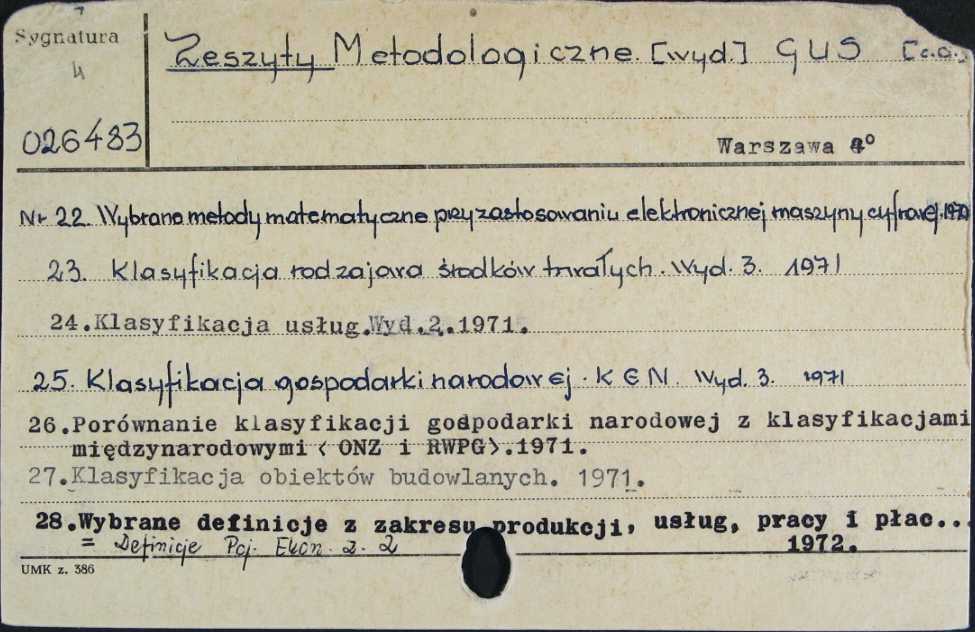 Sygnatura
4
Zeszyty Metodologiczne. [wyd.] GUS [c.d.]
026483
Warszawa 4°
Nr 22. Wybrane metody matematyczne przy zastosowaniu elektronicznej maszyny cyfrowej. 1970
23. Klasyfikacja rodzajowa środków trwałych. Wyd. 3. 1971
24. Klasyfikacja usług. Wyd. 2. 1971.
25. Klasyfikacja gospodarki narodowej. KGN. Wyd. 3. 1971
26. Porównanie klasyfikacji gospodarki narodowej z klasyfikacjami
międzynarodowymi < ONZ i RWPG>. 1971.
27. Klasyfikacja obiektów budowlanych. 1971.
28. Wybrane definicje z zakresu produkcji, usług, pracy i płac...
= Definicje Poj. Ekon. z. 2
1972.
UMK z. 386